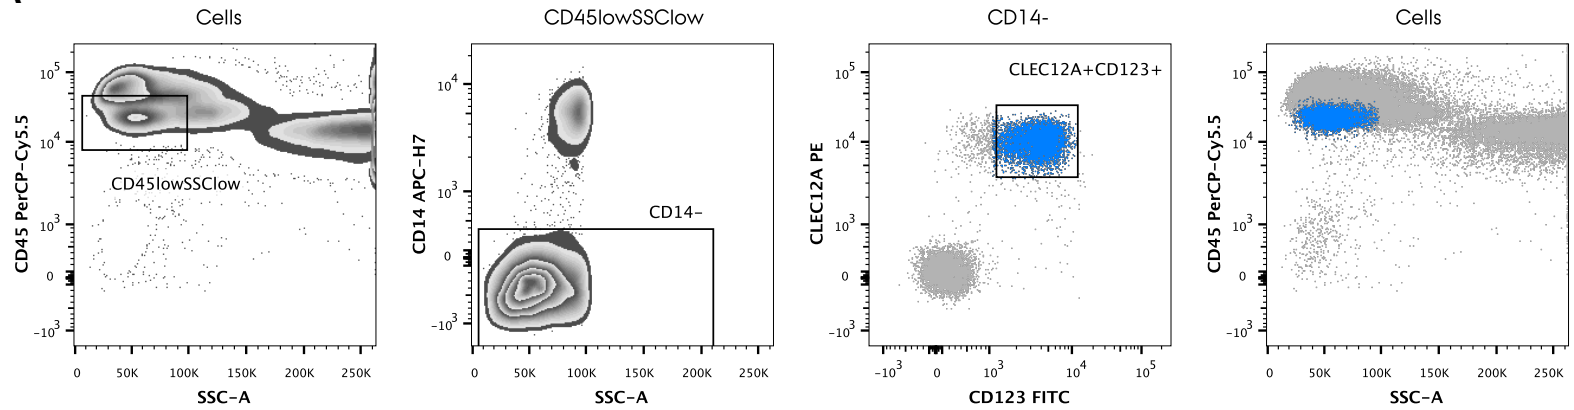 Cells
CD45 PerCP-Cy5.5
10^5
10^4
10^3
0
-10^3
CD45lowSSClow
0 50K 100K 150K 200K 250K
SSC-A
CD45lowSSClow
CD14 APC-H7
10^4
10^3
0
-10^3
CD14-
0 50K 100K 150K 200K 250K
SSC-A
CD14-
CLEC12A PE
10^5
10^4
10^3
0
-10^3
CLEC12A+CD123+
-10^3 0 10^3 10^4 10^5
CD123 FITC
Cells
CD45 PerCP-Cy5.5
10^5
10^4
10^3
0
-10^3
0 50K 100K 150K 200K 250K
SSC-A